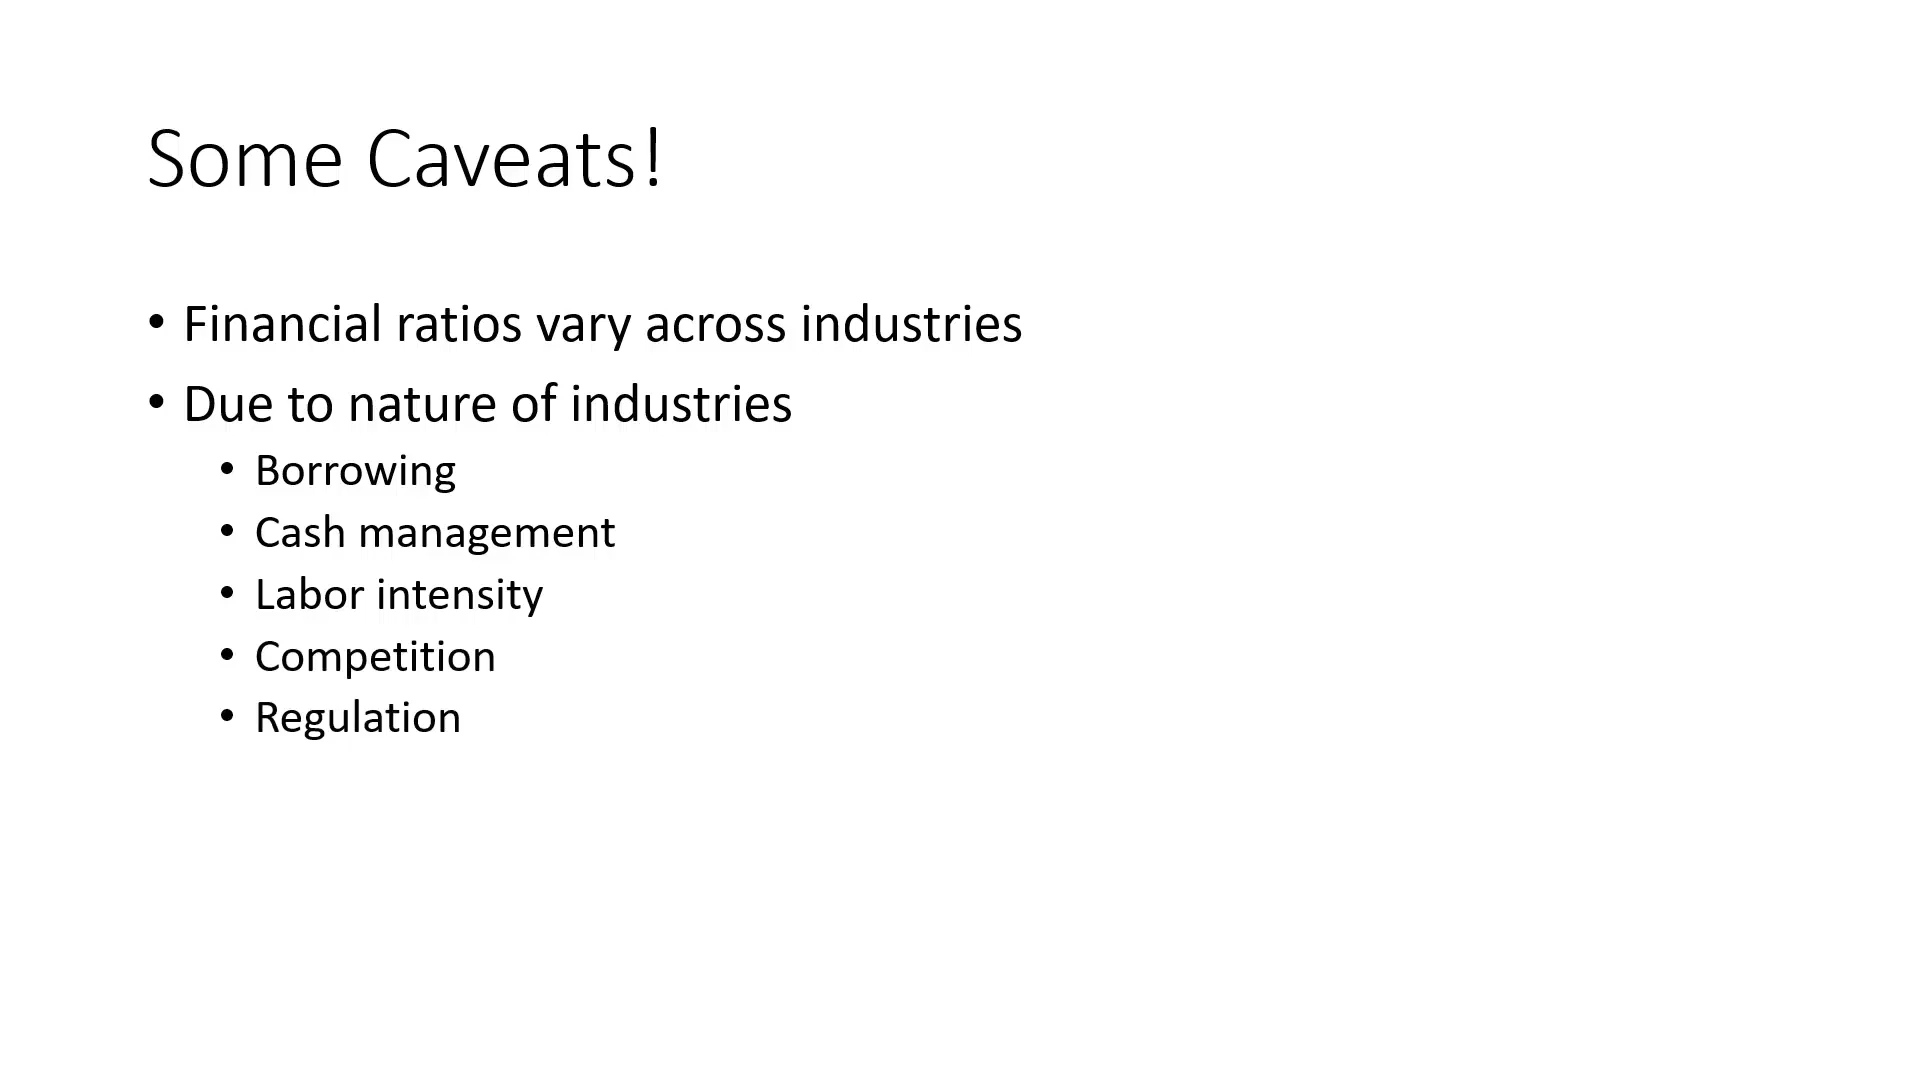 Some Caveats!
• Financial ratios vary across industries
• Due to nature of industries
• Borrowing
• Cash management
• Labor intensity
• Competition
• Regulation